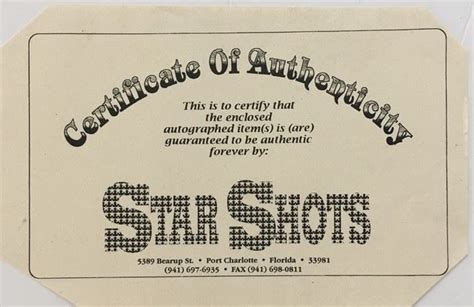 Certificate Of Authenticity
This is to certify that
the enclosed
autographed item(s) is (are)
guaranteed to be authentic
forever by:
STAR SHOTS
5389 Bearup St. • Port Charlotte • Florida • 33981
(941) 697-6935 • FAX (941) 698-0811